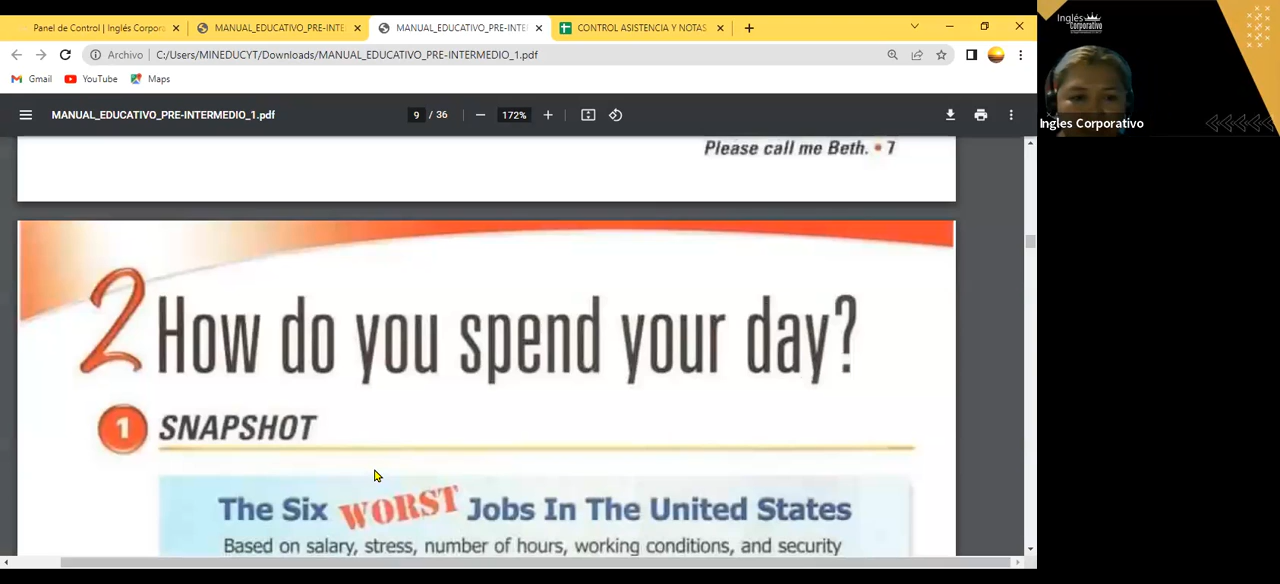 Panel de Control | Inglés Corpora
MANUAL_EDUCATIVO_PRE-INTE
MANUAL_EDUCATIVO_PRE-INTE
CONTROL ASISTENCIA Y NOTAS
Archivo
C:/Users/MINEDUCYT/Downloads/MANUAL_EDUCATIVO_PRE-INTERMEDIO_1.pdf
Gmail
YouTube
Maps
MANUAL_EDUCATIVO_PRE-INTERMEDIO_1.pdf
9 / 36
172%
Inglés
Corporativo
Ingles Corporativo
Please call me Beth. • 7
2 How do you spend your day?
1 SNAPSHOT
The Six WORST Jobs In The United States
Based on salary, stress, number of hours, working conditions, and security